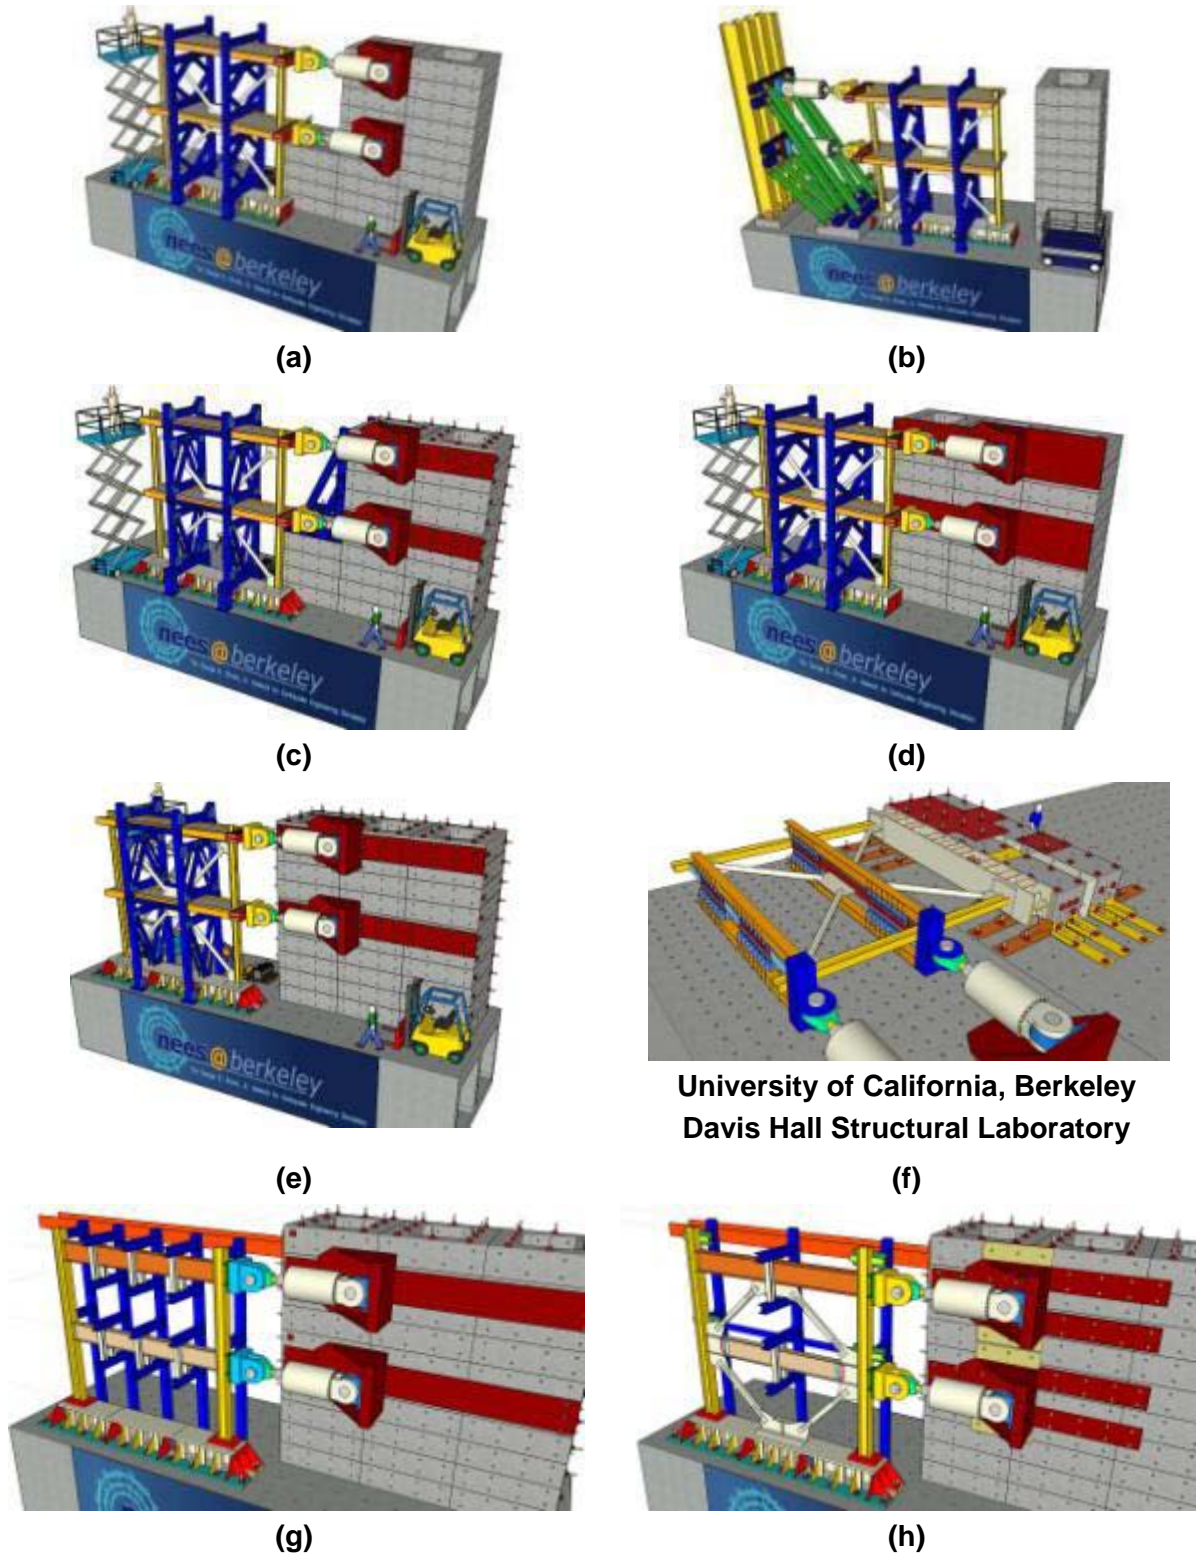 nees@berkeley
nees@berkeley
(a)
(b)
nees@berkeley
nees@berkeley
(c)
(d)
nees@berkeley
University of California, Berkeley
Davis Hall Structural Laboratory
(e)
(f)
(g)
(h)